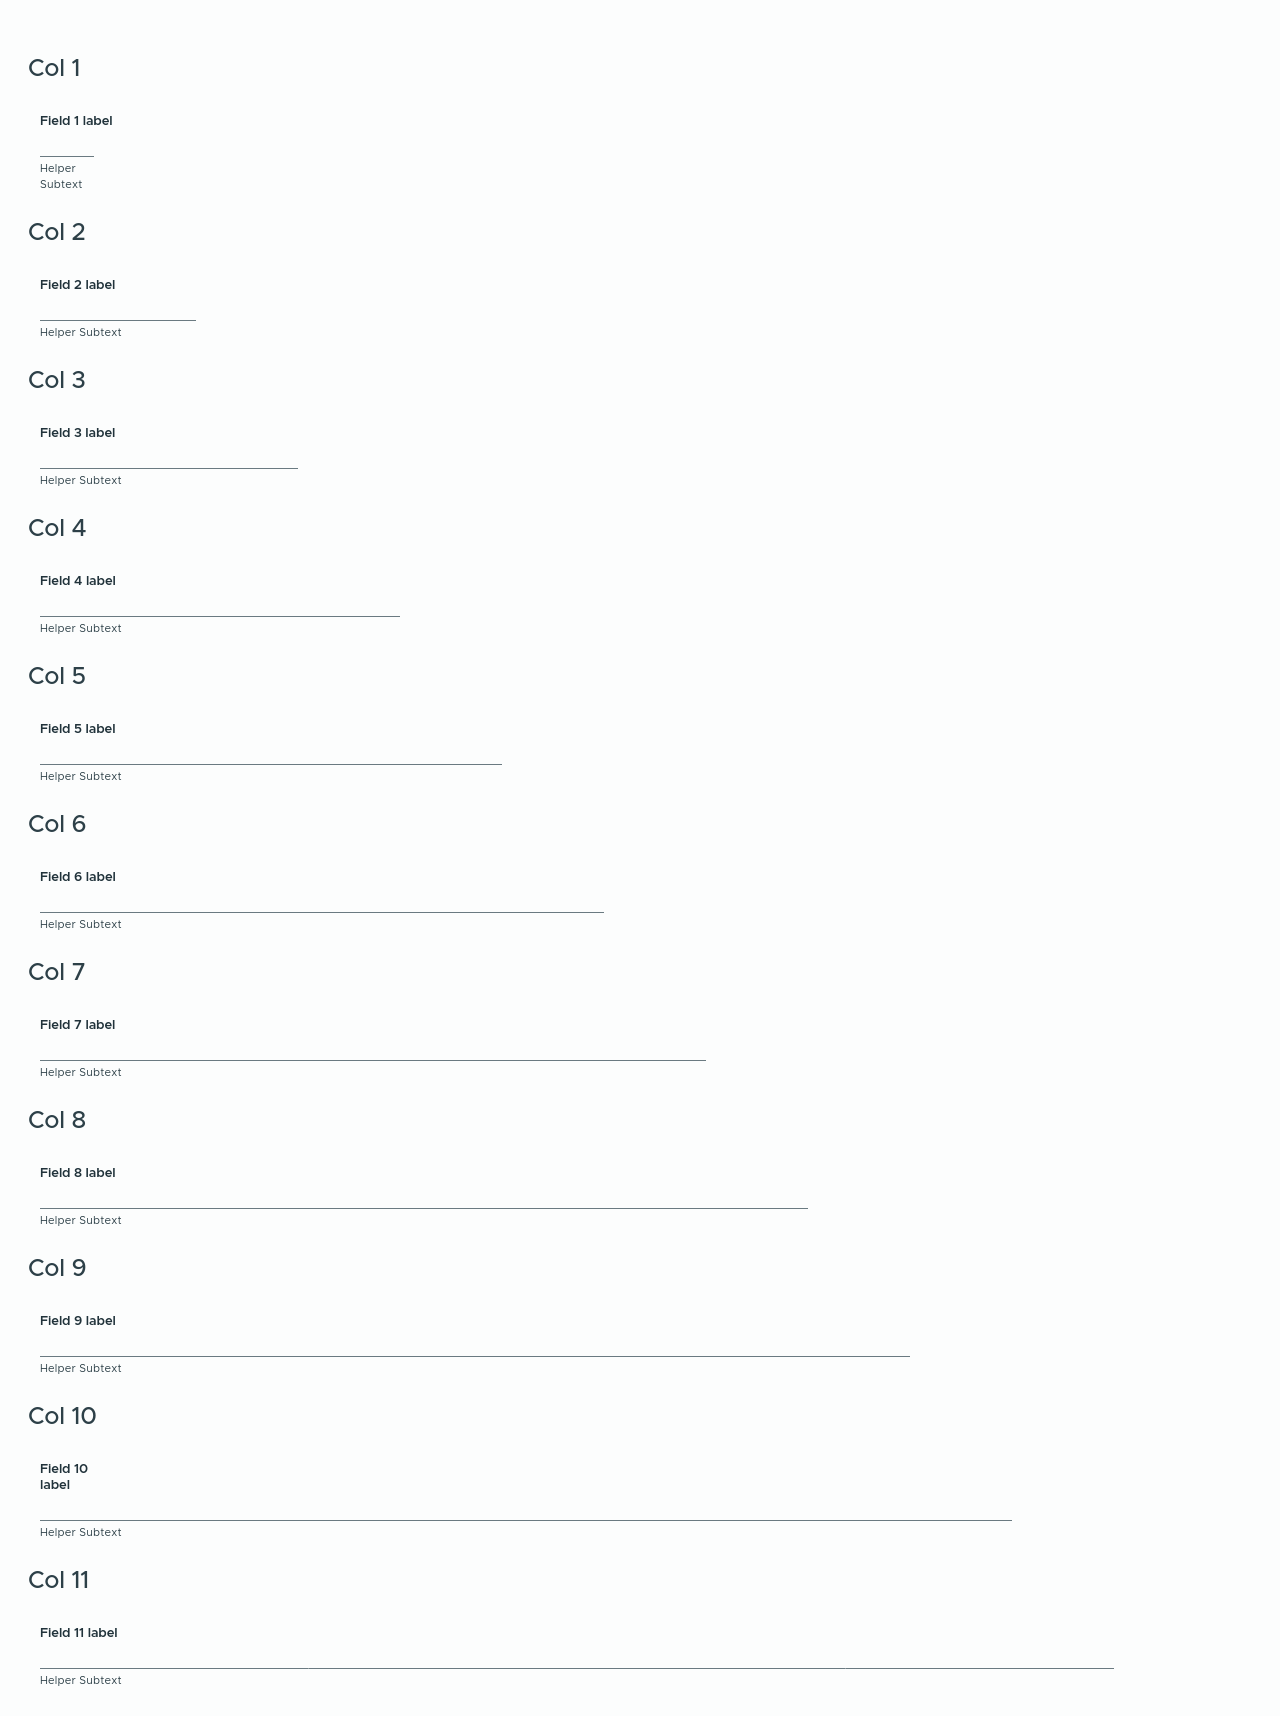 Col 1
Field 1 label
Helper
Subtext
Col 2
Field 2 label
Helper Subtext
Col 3
Field 3 label
Helper Subtext
Col 4
Field 4 label
Helper Subtext
Col 5
Field 5 label
Helper Subtext
Col 6
Field 6 label
Helper Subtext
Col 7
Field 7 label
Helper Subtext
Col 8
Field 8 label
Helper Subtext
Col 9
Field 9 label
Helper Subtext
Col 10
Field 10
label
Helper Subtext
Col 11
Field 11 label
Helper Subtext